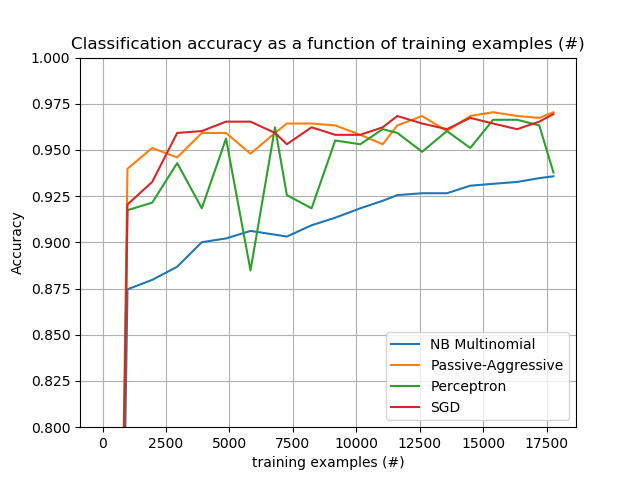 Classification accuracy as a function of training examples (#)
1.000
0.975
0.950
0.925
0.900
0.875
0.850
0.825
0.800
Accuracy
NB Multinomial
Passive-Aggressive
Perceptron
SGD
0 2500 5000 7500 10000 12500 15000 17500
training examples (#)